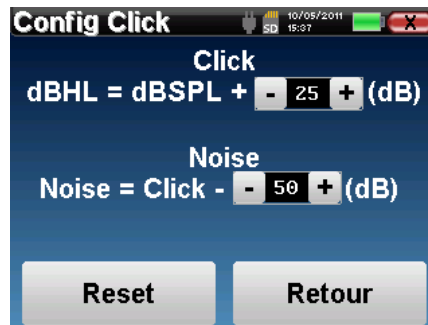 Config Click SD 10/05/2011 15:37 X
Click
dBHL = dBSPL + - 25 + (dB)
Noise
Noise = Click - - 50 + (dB)
Reset Retour